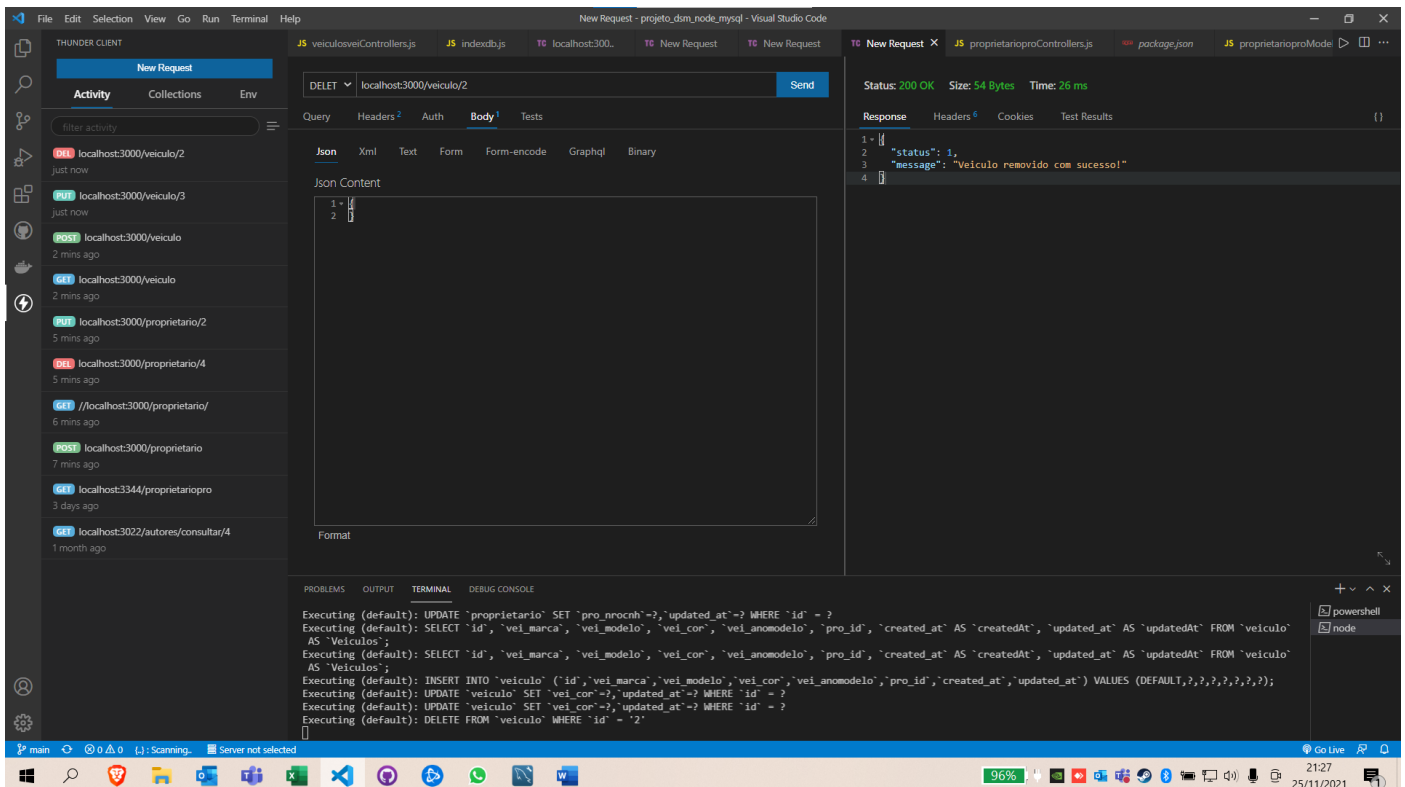 File Edit Selection View Go Run Terminal Help
New Request - projeto_dsm_node_mysql - Visual Studio Code
THUNDER CLIENT
New Request
Activity Collections Env
filter activity
DEL localhost:3000/veiculo/2
just now
PUT localhost:3000/veiculo/3
just now
POST localhost:3000/veiculo
2 mins ago
GET localhost:3000/veiculo
2 mins ago
PUT localhost:3000/proprietario/2
5 mins ago
DEL localhost:3000/proprietario/4
5 mins ago
GET //localhost:3000/proprietario/
6 mins ago
POST localhost:3000/proprietario
7 mins ago
GET localhost:3344/proprietariopro
3 days ago
GET localhost:3022/autores/consultar/4
1 month ago
JS veiculosveiControllers.js JS indexdb.js TC localhost:300.. TC New Request TC New Request TC New Request JS proprietarioproControllers.js package.json JS proprietarioproMode
DELET localhost:3000/veiculo/2 Send
Query Headers 2 Auth Body 1 Tests
Json Xml Text Form Form-encode Graphql Binary
Json Content
1 {
2 }
Format
Status: 200 OK Size: 54 Bytes Time: 26 ms
Response Headers 6 Cookies Test Results {}
1 {
2 "status": 1,
3 "message": "Veiculo removido com sucesso!"
4 }
PROBLEMS OUTPUT TERMINAL DEBUG CONSOLE
Executing (default): UPDATE `proprietario` SET `pro_nrocnh`=?,`updated_at`=? WHERE `id` = ?
Executing (default): SELECT `id`, `vei_marca`, `vei_modelo`, `vei_cor`, `vei_anomodelo`, `pro_id`, `created_at` AS `createdAt`, `updated_at` AS `updatedAt` FROM `veiculo`
AS `Veiculos`;
Executing (default): SELECT `id`, `vei_marca`, `vei_modelo`, `vei_cor`, `vei_anomodelo`, `pro_id`, `created_at` AS `createdAt`, `updated_at` AS `updatedAt` FROM `veiculo`
AS `Veiculos`;
Executing (default): INSERT INTO `veiculo` (`id`,`vei_marca`,`vei_modelo`,`vei_cor`,`vei_anomodelo`,`pro_id`,`created_at`,`updated_at`) VALUES (DEFAULT,?,?,?,?,?,?,?);
Executing (default): UPDATE `veiculo` SET `vei_cor`=?,`updated_at`=? WHERE `id` = ?
Executing (default): UPDATE `veiculo` SET `vei_cor`=?,`updated_at`=? WHERE `id` = ?
Executing (default): DELETE FROM `veiculo` WHERE `id` = '2'
powershell
node
main 0 0 {..} : Scanning.. Server not selected Go Live
96%
21:27
25/11/2021
1